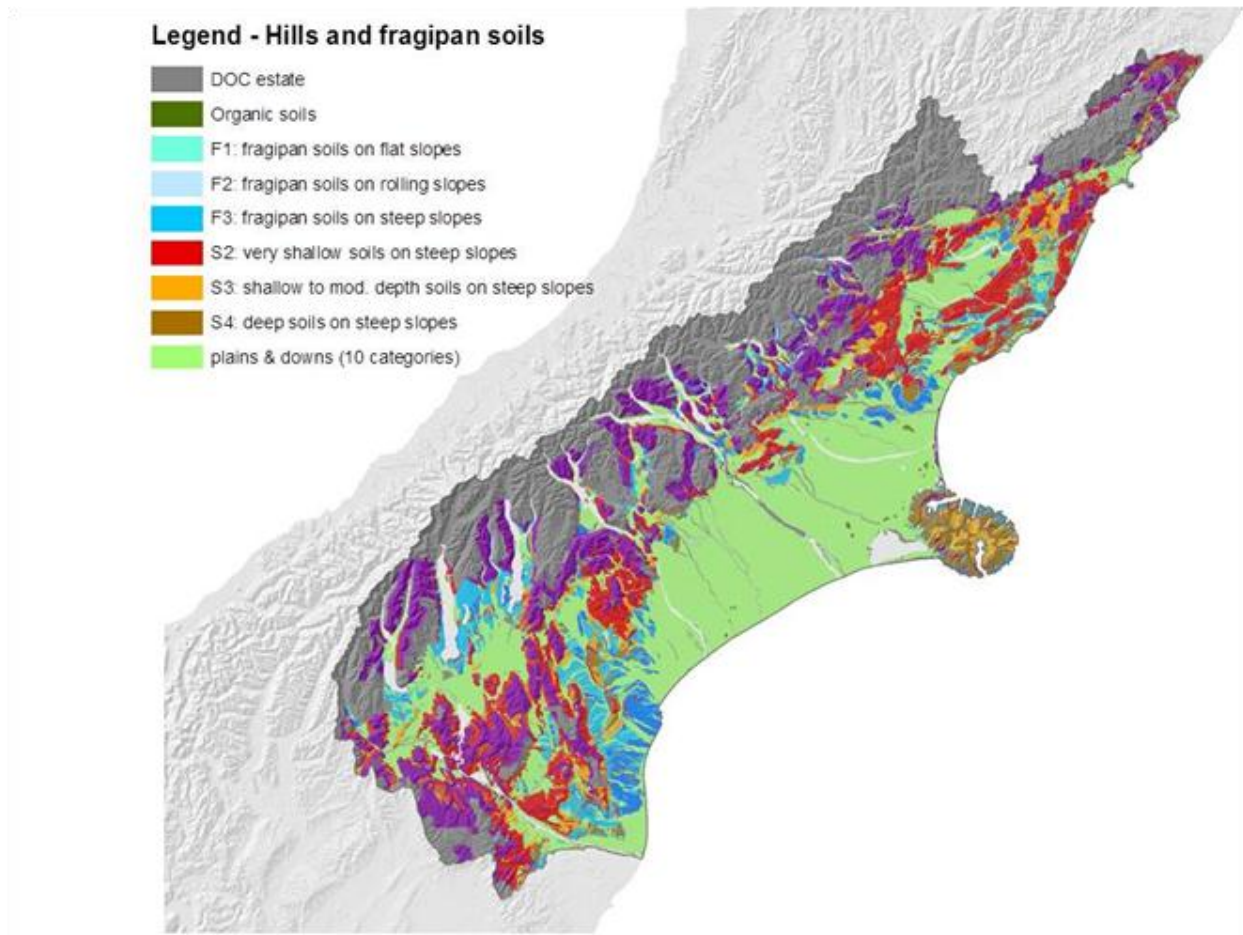 Legend - Hills and fragipan soils
DOC estate
Organic soils
F1: fragipan soils on flat slopes
F2: fragipan soils on rolling slopes
F3: fragipan soils on steep slopes
S2: very shallow soils on steep slopes
S3: shallow to mod. depth soils on steep slopes
S4: deep soils on steep slopes
plains & downs (10 categories)